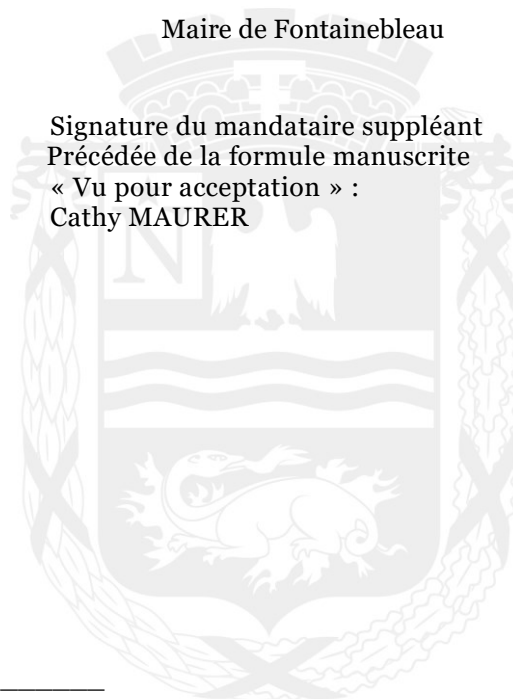 Maire de Fontainebleau
Signature du mandataire suppléant
Précédée de la formule manuscrite
« Vu pour acceptation » :
Cathy MAURER
N